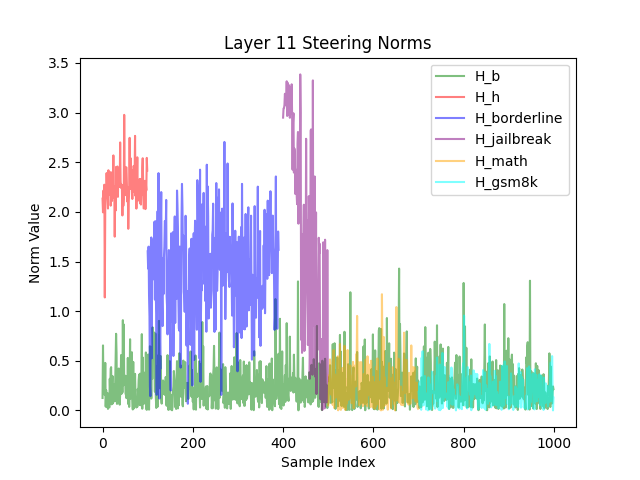 Layer 11 Steering Norms
3.5
3.0
2.5
2.0
1.5
1.0
0.5
0.0
Norm Value
H_b
H_h
H_borderline
H_jailbreak
H_math
H_gsm8k
0
200
400
600
800
1000
Sample Index